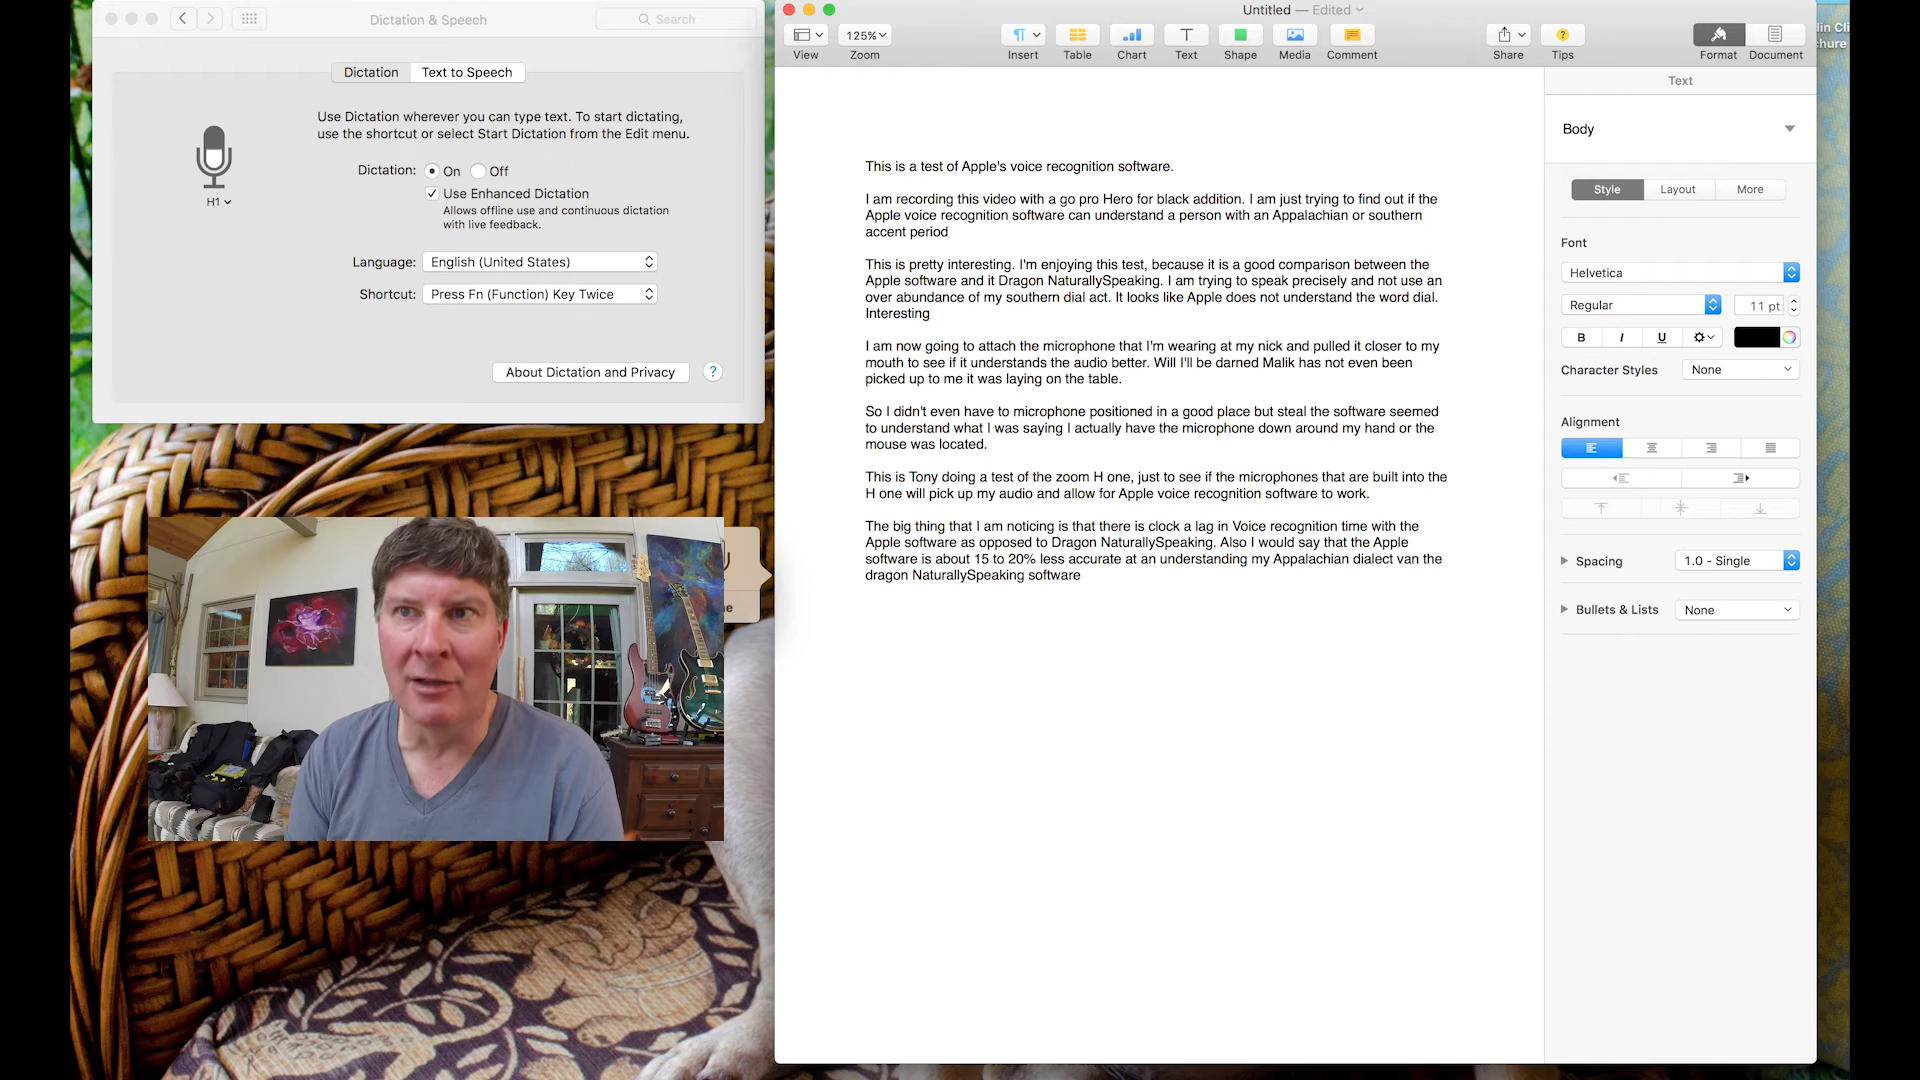 Dictation & Speech
Search
Dictation
Text to Speech
Use Dictation wherever you can type text. To start dictating,
use the shortcut or select Start Dictation from the Edit menu.
Dictation:
On
Off
Use Enhanced Dictation
Allows offline use and continuous dictation
with live feedback.
H1
Language:
English (United States)
Shortcut:
Press Fn (Function) Key Twice
About Dictation and Privacy
?
Untitled — Edited
View
125%
Zoom
Insert
Table
Chart
Text
Shape
Media
Comment
Share
Tips
Format
Document
This is a test of Apple's voice recognition software.
I am recording this video with a go pro Hero for black addition. I am just trying to find out if the
Apple voice recognition software can understand a person with an Appalachian or southern
accent period
This is pretty interesting. I'm enjoying this test, because it is a good comparison between the
Apple software and it Dragon NaturallySpeaking. I am trying to speak precisely and not use an
over abundance of my southern dial act. It looks like Apple does not understand the word dial.
Interesting
I am now going to attach the microphone that I'm wearing at my nick and pulled it closer to my
mouth to see if it understands the audio better. Will I'll be darned Malik has not even been
picked up to me it was laying on the table.
So I didn't even have to microphone positioned in a good place but steal the software seemed
to understand what I was saying I actually have the microphone down around my hand or the
mouse was located.
This is Tony doing a test of the zoom H one, just to see if the microphones that are built into the
H one will pick up my audio and allow for Apple voice recognition software to work.
The big thing that I am noticing is that there is clock a lag in Voice recognition time with the
Apple software as opposed to Dragon NaturallySpeaking. Also I would say that the Apple
software is about 15 to 20% less accurate at an understanding my Appalachian dialect van the
dragon NaturallySpeaking software
Text
Body
Style
Layout
More
Font
Helvetica
Regular
11 pt
B
I
U
Character Styles
None
Alignment
Spacing
1.0 - Single
Bullets & Lists
None